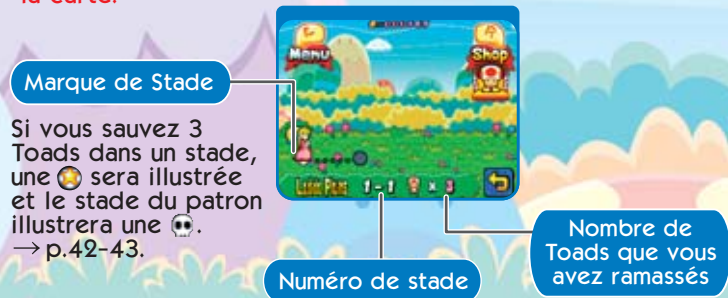 la carte.
Menu
Shop
Marque de Stade
Si vous sauvez 3
Toads dans un stade,
une sera illustrée
et le stade du patron
illustrera une .
→ p.42-43.
1-1 x 3
Numéro de stade
Nombre de
Toads que vous
avez ramassés